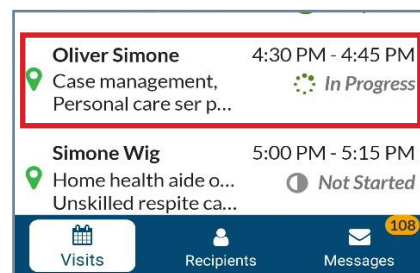 Oliver Simone 4:30 PM - 4:45 PM
Case management, In Progress
Personal care ser p...
Simone Wig 5:00 PM - 5:15 PM
Home health aide o... Not Started
Unskilled respite ca...
108
Visits Recipients Messages